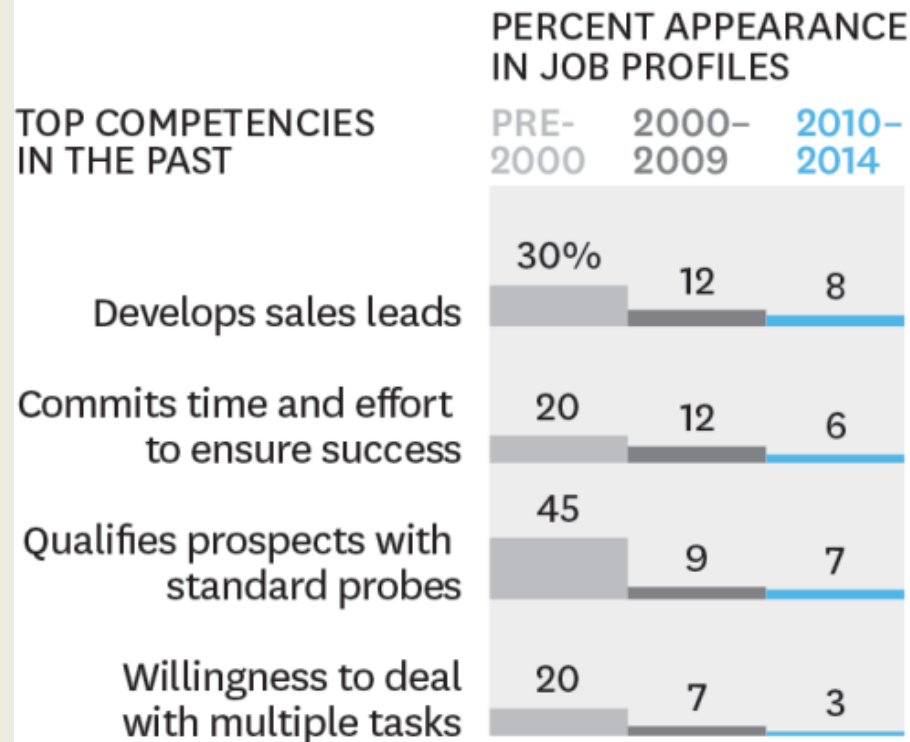 PERCENT APPEARANCE
IN JOB PROFILES
TOP COMPETENCIES
IN THE PAST
PRE-
2000
2000–
2009
2010–
2014
30% 12 8
Develops sales leads
20 12 6
Commits time and effort
to ensure success
45 9 7
Qualifies prospects with
standard probes
20 7 3
Willingness to deal
with multiple tasks